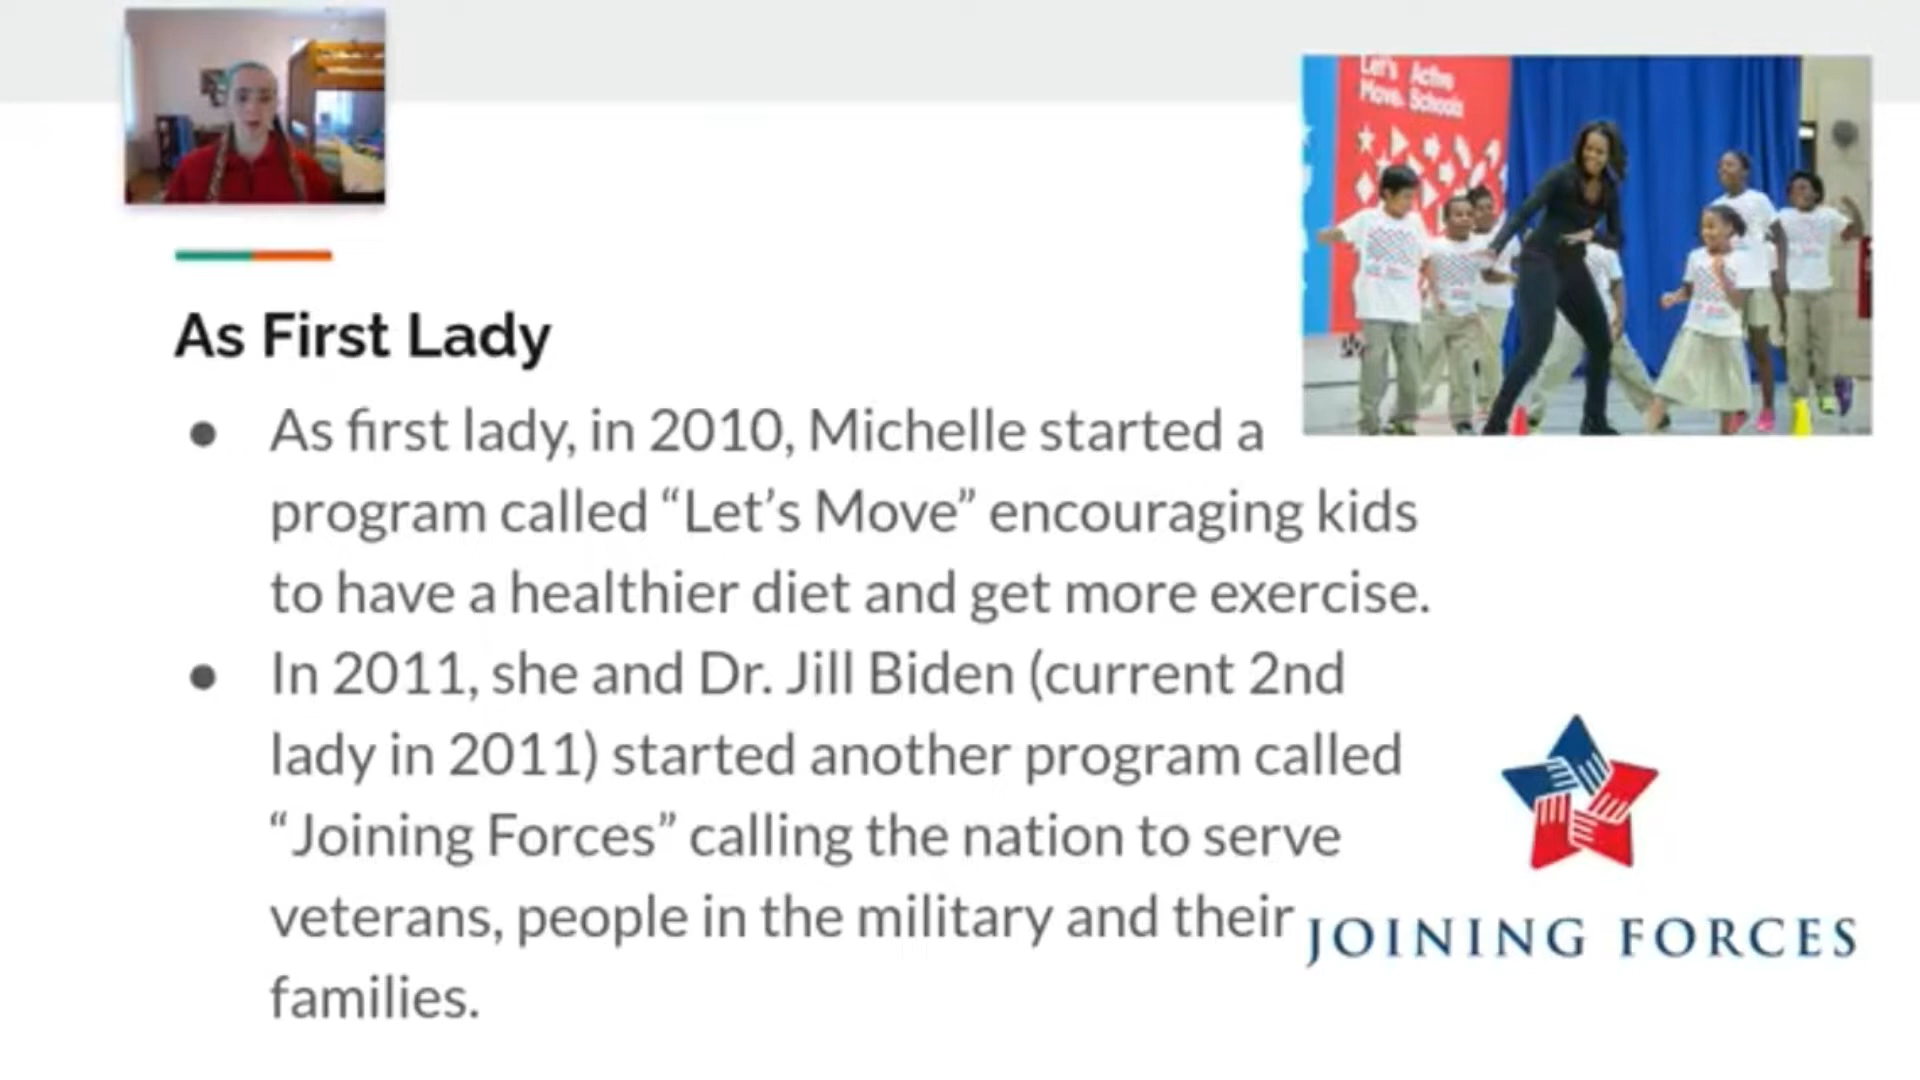 Let's Active
Move. Schools
As First Lady
● As first lady, in 2010, Michelle started a
program called “Let’s Move” encouraging kids
to have a healthier diet and get more exercise.
● In 2011, she and Dr. Jill Biden (current 2nd
lady in 2011) started another program called
“Joining Forces” calling the nation to serve
veterans, people in the military and their
families.
JOINING FORCES